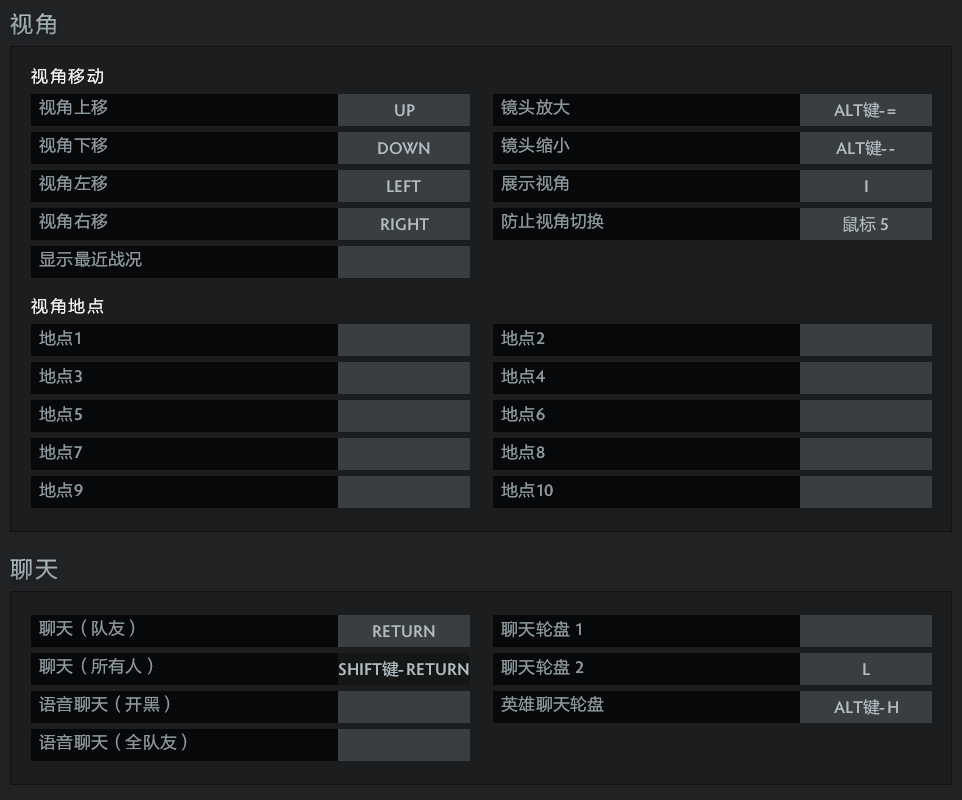 视角
视角移动
视角上移 UP 镜头放大 ALT键-=
视角下移 DOWN 镜头缩小 ALT键--
视角左移 LEFT 展示视角 I
视角右移 RIGHT 防止视角切换 鼠标 5
显示最近战况
视角地点
地点1 地点2
地点3 地点4
地点5 地点6
地点7 地点8
地点9 地点10
聊天
聊天（队友） RETURN 聊天轮盘 1
聊天（所有人） SHIFT键-RETURN 聊天轮盘 2 L
语音聊天（开黑） 英雄聊天轮盘 ALT键-H
语音聊天（全队友）